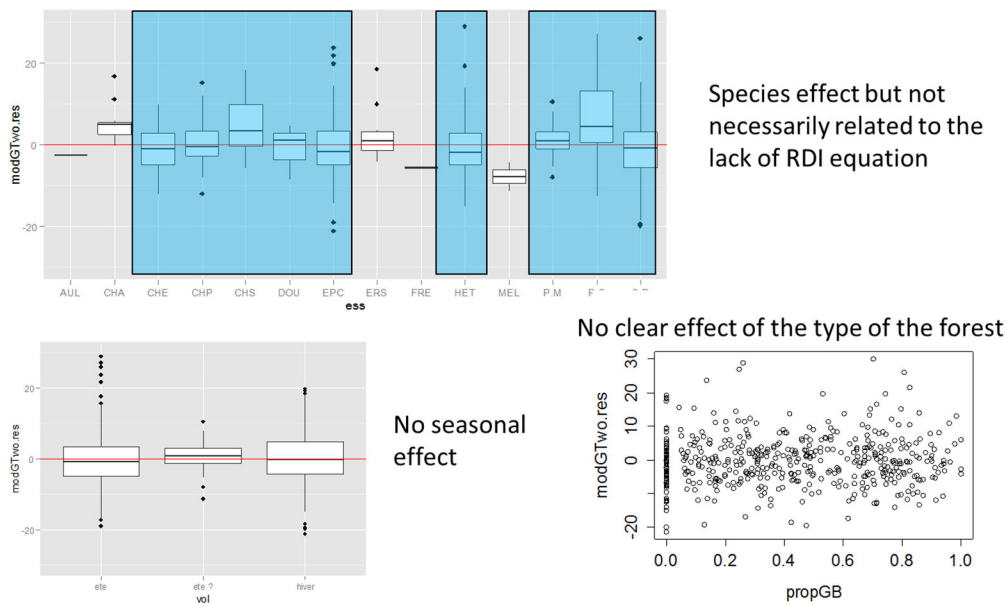 20
0
-20
modGTwo.res
AUL CHA CHE CHP CHS DOU EPC ERS FRE HET MEL P.M
ess
Species effect but not
necessarily related to the
lack of RDI equation
20
0
-20
modGTwo.res
ete ete ? hiver
vol
No seasonal
effect
No clear effect of the type of the forest
30
10
0
-20
modGTwo.res
0.0 0.2 0.4 0.6 0.8 1.0
propGB